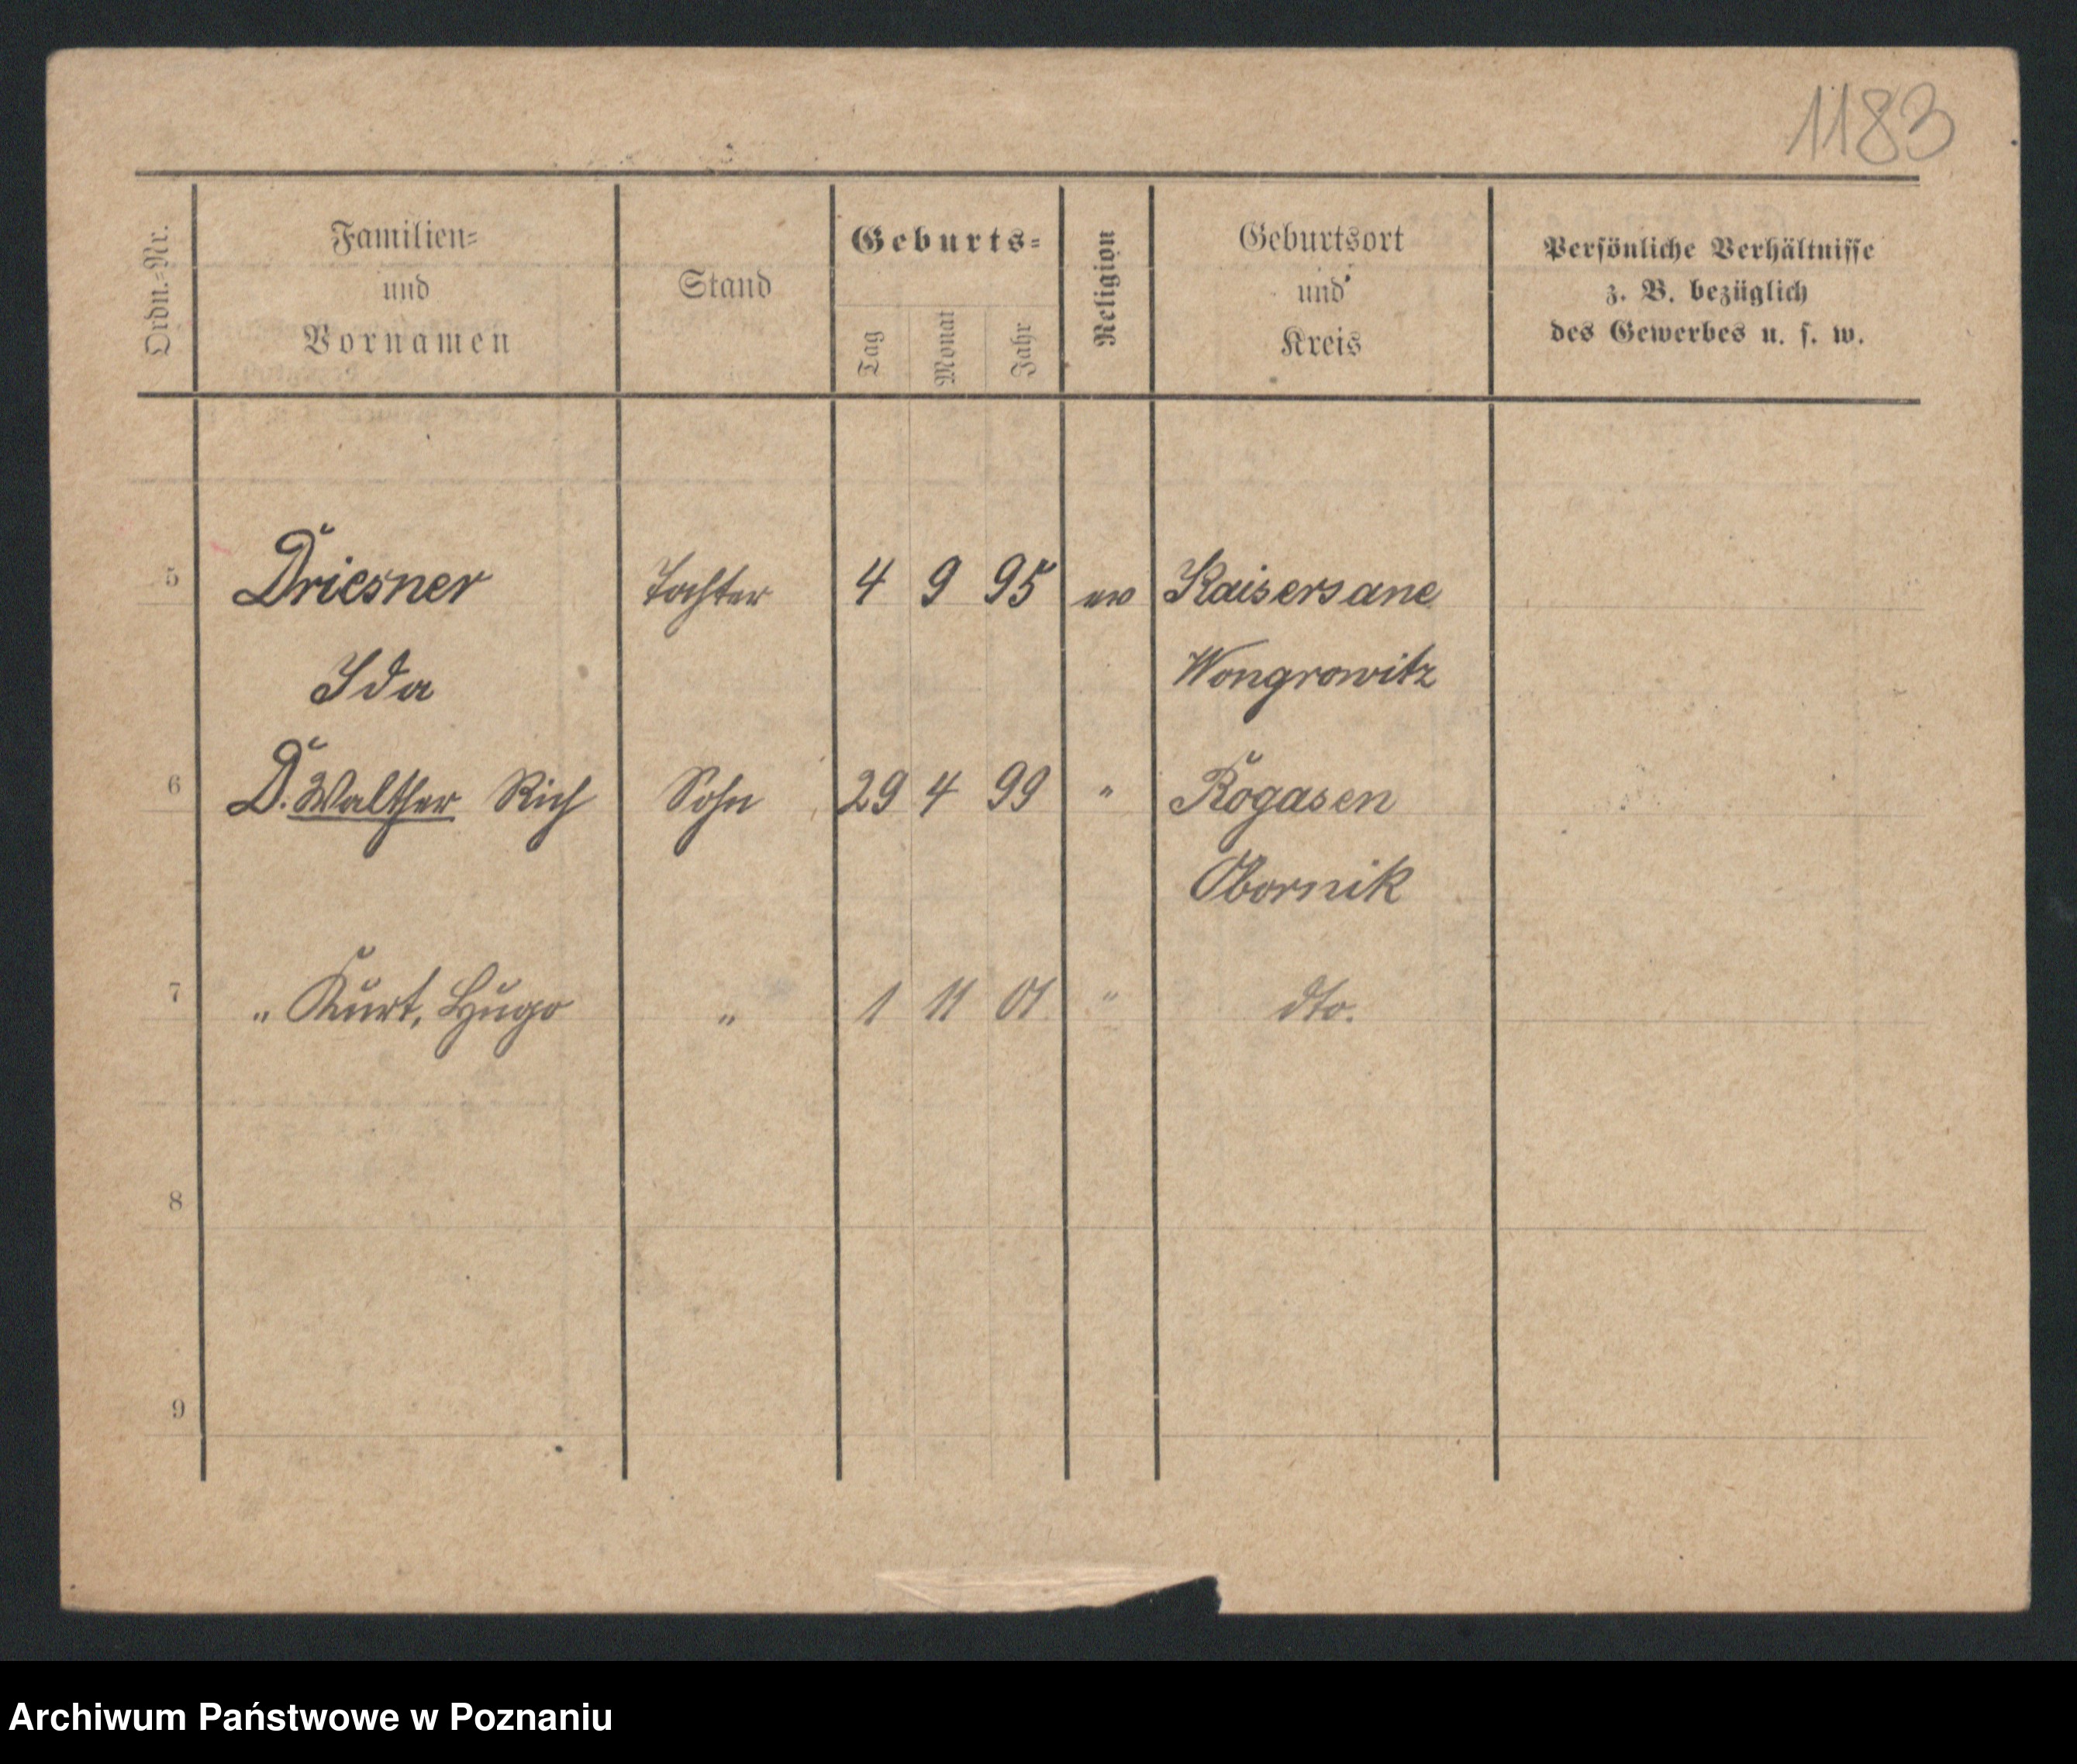 1183
Ordn.-Nr.
Familien-
und
Vornamen
Stand
Geburts-
Tag
Monat
Jahr
Religion
Geburtsort
und
Kreis
Persönliche Verhältnisse
z. B. bezüglich
des Gewerbes u. s. w.
5 Driesner Tochter 4 9 95 ev Kaisersaue
Ida Wongrowitz
6 D. Walther Rich Sohn 29 4 99 " Rogasen
Obornik
7 " Kurt, Hugo " 1 11 01 " dto.
8
9
Archiwum Państwowe w Poznaniu